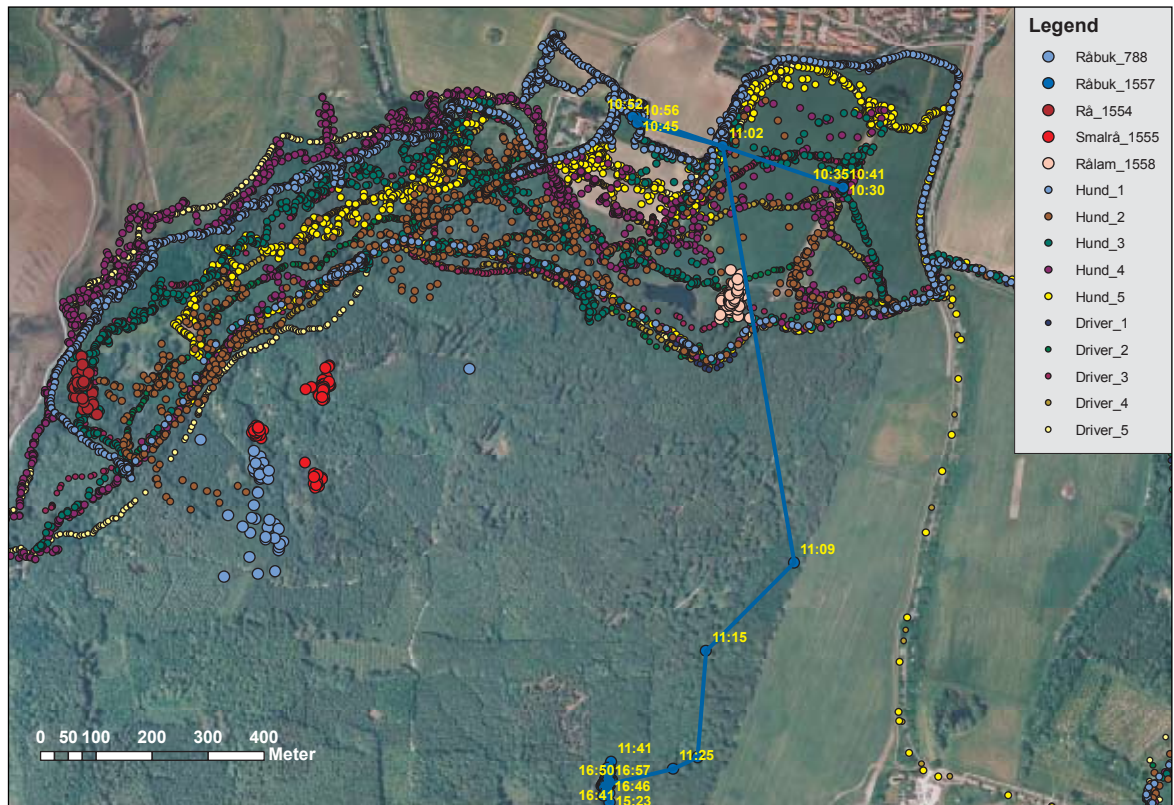 Legend
Råbuk_788
Råbuk_1557
Rå_1554
Smalrå_1555
Rålam_1558
Hund_1
Hund_2
Hund_3
Hund_4
Hund_5
Driver_1
Driver_2
Driver_3
Driver_4
Driver_5
10:52
10:56
10:45
11:02
10:35 10:41
10:30
11:09
11:15
11:25
11:41
16:50 16:57
16:46
16:41
15:23
0 50 100 200 300 400
Meter